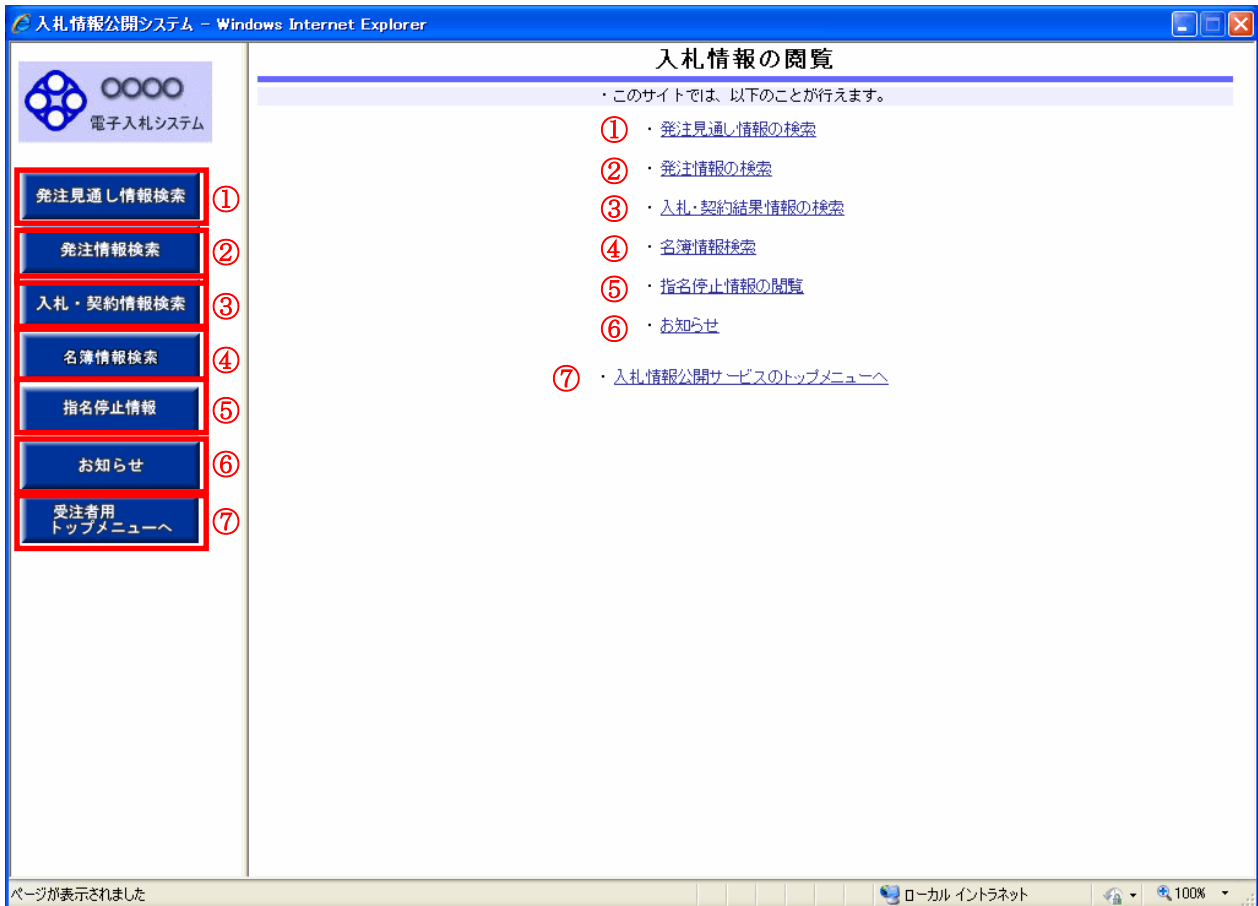 入札情報公開システム - Windows Internet Explorer
○○○○
電子入札システム
発注見通し情報検索 ①
発注情報検索 ②
入札・契約情報検索 ③
名簿情報検索 ④
指名停止情報 ⑤
お知らせ ⑥
受注者用
トップメニューへ ⑦
入札情報の閲覧
・このサイトでは、以下のことが行えます。
① ・発注見通し情報の検索
② ・発注情報の検索
③ ・入札・契約結果情報の検索
④ ・名簿情報検索
⑤ ・指名停止情報の閲覧
⑥ ・お知らせ
⑦ ・入札情報公開サービスのトップメニューへ
ページが表示されました
ローカル イントラネット
100%